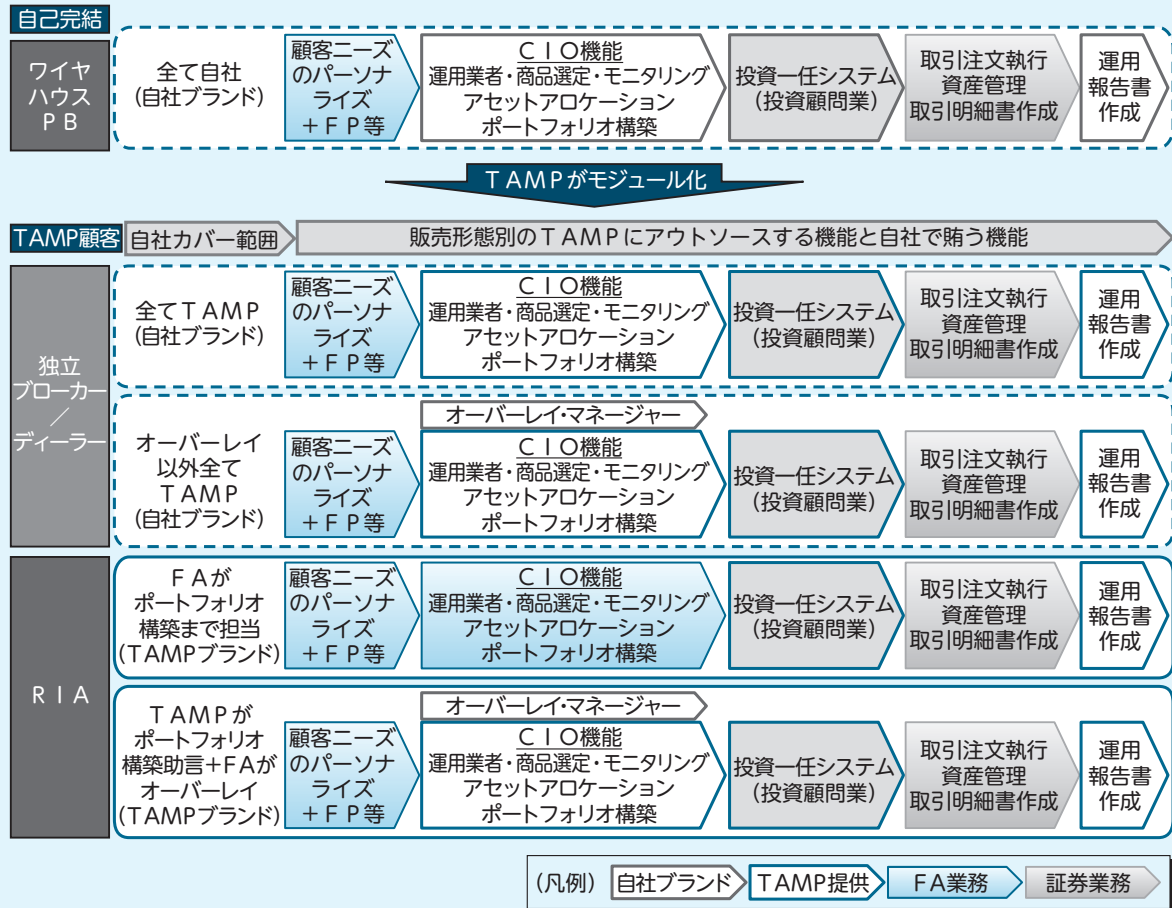 自己完結
ワイヤ
ハウス
ＰＢ
全て自社
(自社ブランド)
顧客ニーズ
のパーソナ
ライズ
＋ＦＰ等
ＣＩＯ機能
運用業者・商品選定・モニタリング
アセットアロケーション
ポートフォリオ構築
投資一任システム
(投資顧問業)
取引注文執行
資産管理
取引明細書作成
運用
報告書
作成
ＴＡＭＰがモジュール化
TAMP顧客
自社カバー範囲
販売形態別のＴＡＭＰにアウトソースする機能と自社で賄う機能
独立
ブローカー
／
ディーラー
全てＴＡＭＰ
(自社ブランド)
顧客ニーズ
のパーソナ
ライズ
＋ＦＰ等
ＣＩＯ機能
運用業者・商品選定・モニタリング
アセットアロケーション
ポートフォリオ構築
投資一任システム
(投資顧問業)
取引注文執行
資産管理
取引明細書作成
運用
報告書
作成
オーバーレイ
以外全て
ＴＡＭＰ
(自社ブランド)
顧客ニーズ
のパーソナ
ライズ
＋ＦＰ等
オーバーレイ・マネージャー
ＣＩＯ機能
運用業者・商品選定・モニタリング
アセットアロケーション
ポートフォリオ構築
投資一任システム
(投資顧問業)
取引注文執行
資産管理
取引明細書作成
運用
報告書
作成
ＲＩＡ
ＦＡが
ポートフォリオ
構築まで担当
(TAMPブランド)
顧客ニーズ
のパーソナ
ライズ
＋ＦＰ等
ＣＩＯ機能
運用業者・商品選定・モニタリング
アセットアロケーション
ポートフォリオ構築
投資一任システム
(投資顧問業)
取引注文執行
資産管理
取引明細書作成
運用
報告書
作成
ＴＡＭＰが
ポートフォリオ
構築助言＋FAが
オーバーレイ
(TAMPブランド)
顧客ニーズ
のパーソナ
ライズ
＋ＦＰ等
オーバーレイ・マネージャー
ＣＩＯ機能
運用業者・商品選定・モニタリング
アセットアロケーション
ポートフォリオ構築
投資一任システム
(投資顧問業)
取引注文執行
資産管理
取引明細書作成
運用
報告書
作成
(凡例) 自社ブランド TAMP提供 ＦA業務 証券業務